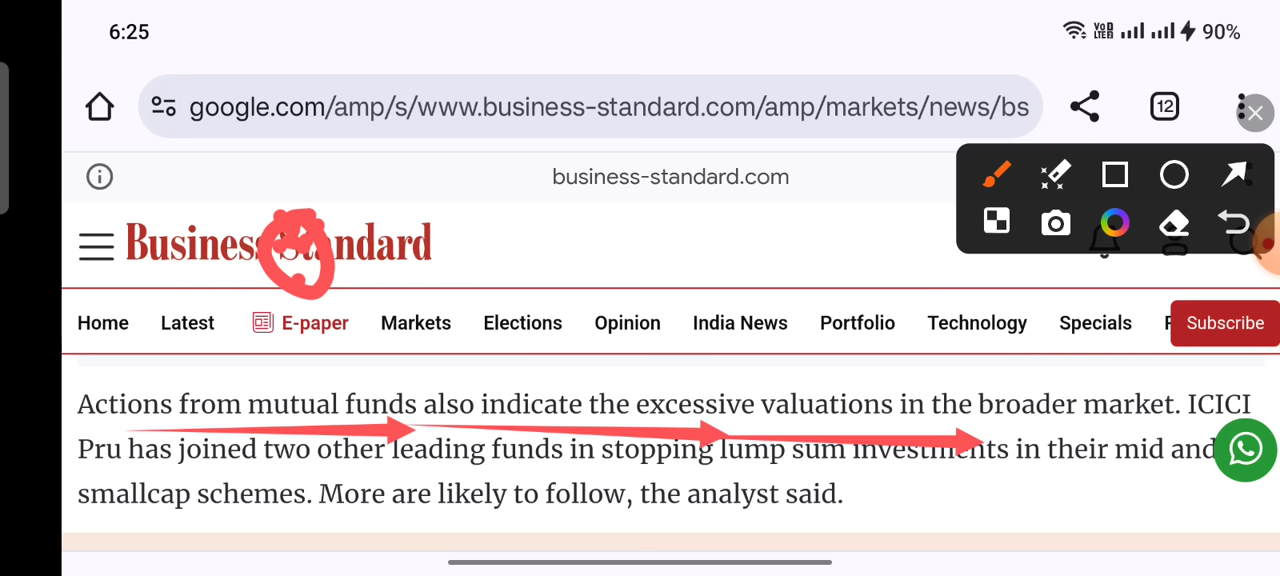 6:25
VoD LTEB 90%
google.com/amp/s/www.business-standard.com/amp/markets/news/bs
12
business-standard.com
Business Standard
Home Latest E-paper Markets Elections Opinion India News Portfolio Technology Specials Subscribe
Actions from mutual funds also indicate the excessive valuations in the broader market. ICICI
Pru has joined two other leading funds in stopping lump sum investments in their mid and
smallcap schemes. More are likely to follow, the analyst said.